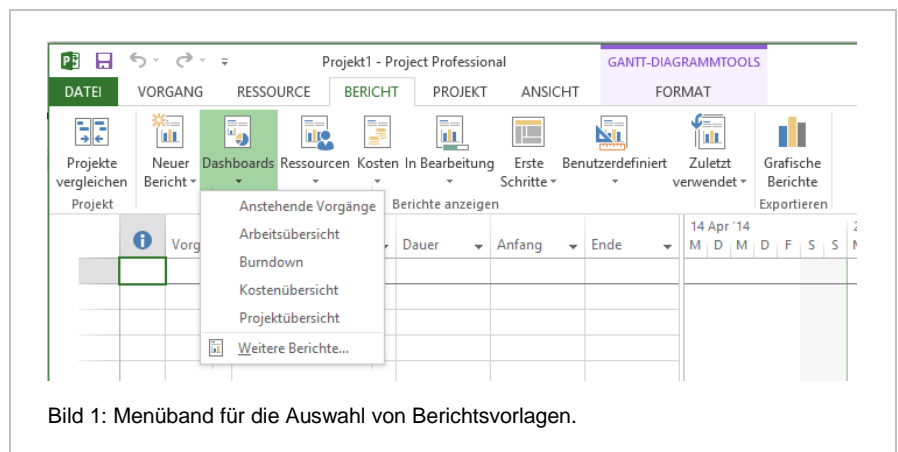 Projekt1 - Project Professional GANTT-DIAGRAMMTOOLS
DATEI VORGANG RESSOURCE BERICHT PROJEKT ANSICHT FORMAT
Projekte vergleichen
Neuer Bericht
Dashboards
Ressourcen
Kosten
In Bearbeitung
Erste Schritte
Benutzerdefiniert
Zuletzt verwendet
Grafische Berichte
Projekt
Berichte anzeigen
Exportieren
Anstehende Vorgänge
Arbeitsübersicht
Burndown
Kostenübersicht
Projektübersicht
Weitere Berichte...
Vorg
Dauer
Anfang
Ende
14 Apr '14
M D M D F S S
Bild 1: Menüband für die Auswahl von Berichtsvorlagen.